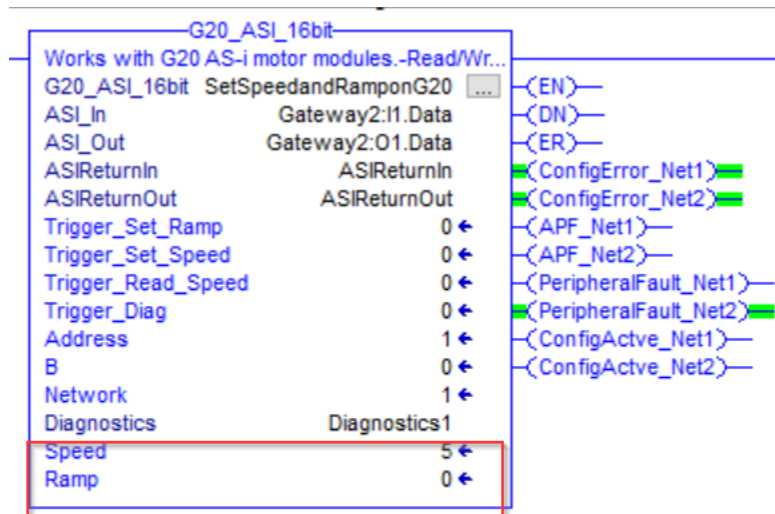 G20_ASI_16bit
Works with G20 AS-i motor modules.-Read/Wr...
G20_ASI_16bit SetSpeedandRamponG20 ... (EN)
ASI_In Gateway2:I1.Data (DN)
ASI_Out Gateway2:O1.Data (ER)
ASIReturnIn ASIReturnIn (ConfigError_Net1)
ASIReturnOut ASIReturnOut (ConfigError_Net2)
Trigger_Set_Ramp 0 (APF_Net1)
Trigger_Set_Speed 0 (APF_Net2)
Trigger_Read_Speed 0 (PeripheralFault_Net1)
Trigger_Diag 0 (PeripheralFault_Net2)
Address 1 (ConfigActve_Net1)
B 0 (ConfigActve_Net2)
Network 1
Diagnostics Diagnostics1
Speed 5
Ramp 0